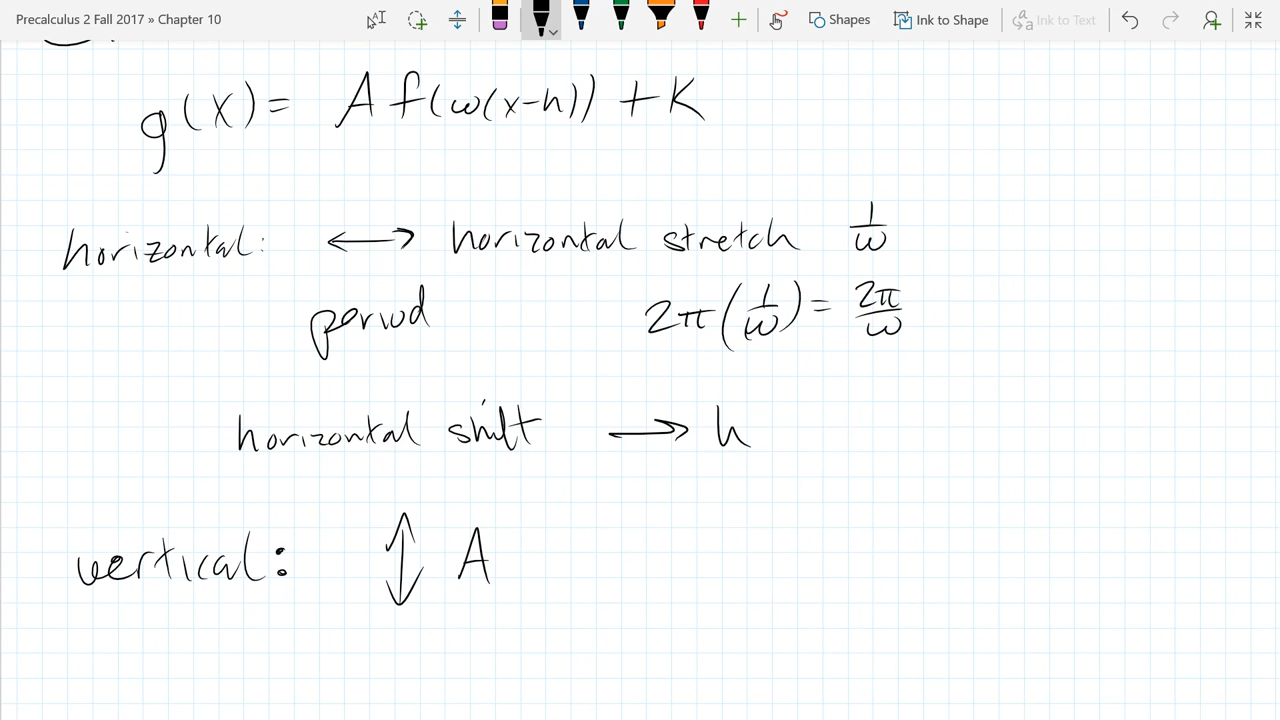 Precalculus 2 Fall 2017 » Chapter 10
Shapes Ink to Shape Ink to Text
g(x) = A f(ω(x-h)) + K
horizontal: ↔ horizontal stretch 1/ω
period 2π(1/ω) = 2π/ω
horizontal shift → h
vertical: ↕ A